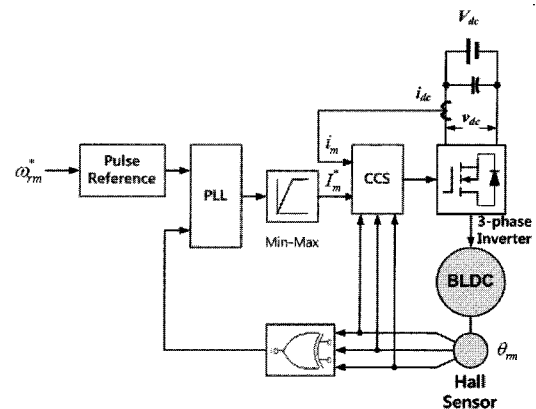 V_dc
i_dc
v_dc
i_m
ω*_rm
Pulse
Reference
PLL
I*_m
CCS
Min-Max
3-phase
Inverter
BLDC
θ_rm
Hall
Sensor